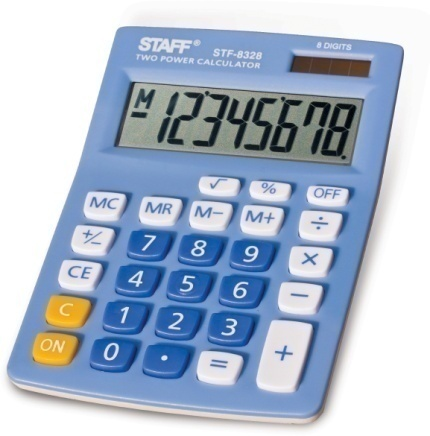 STAFF® STF-8328 8 DIGITS
TWO POWER CALCULATOR
M
-12345678.
√ % OFF
MC MR M− M+ ÷
+/− 7 8 9 ×
CE 4 5 6 −
C 1 2 3 +
ON 0 . =